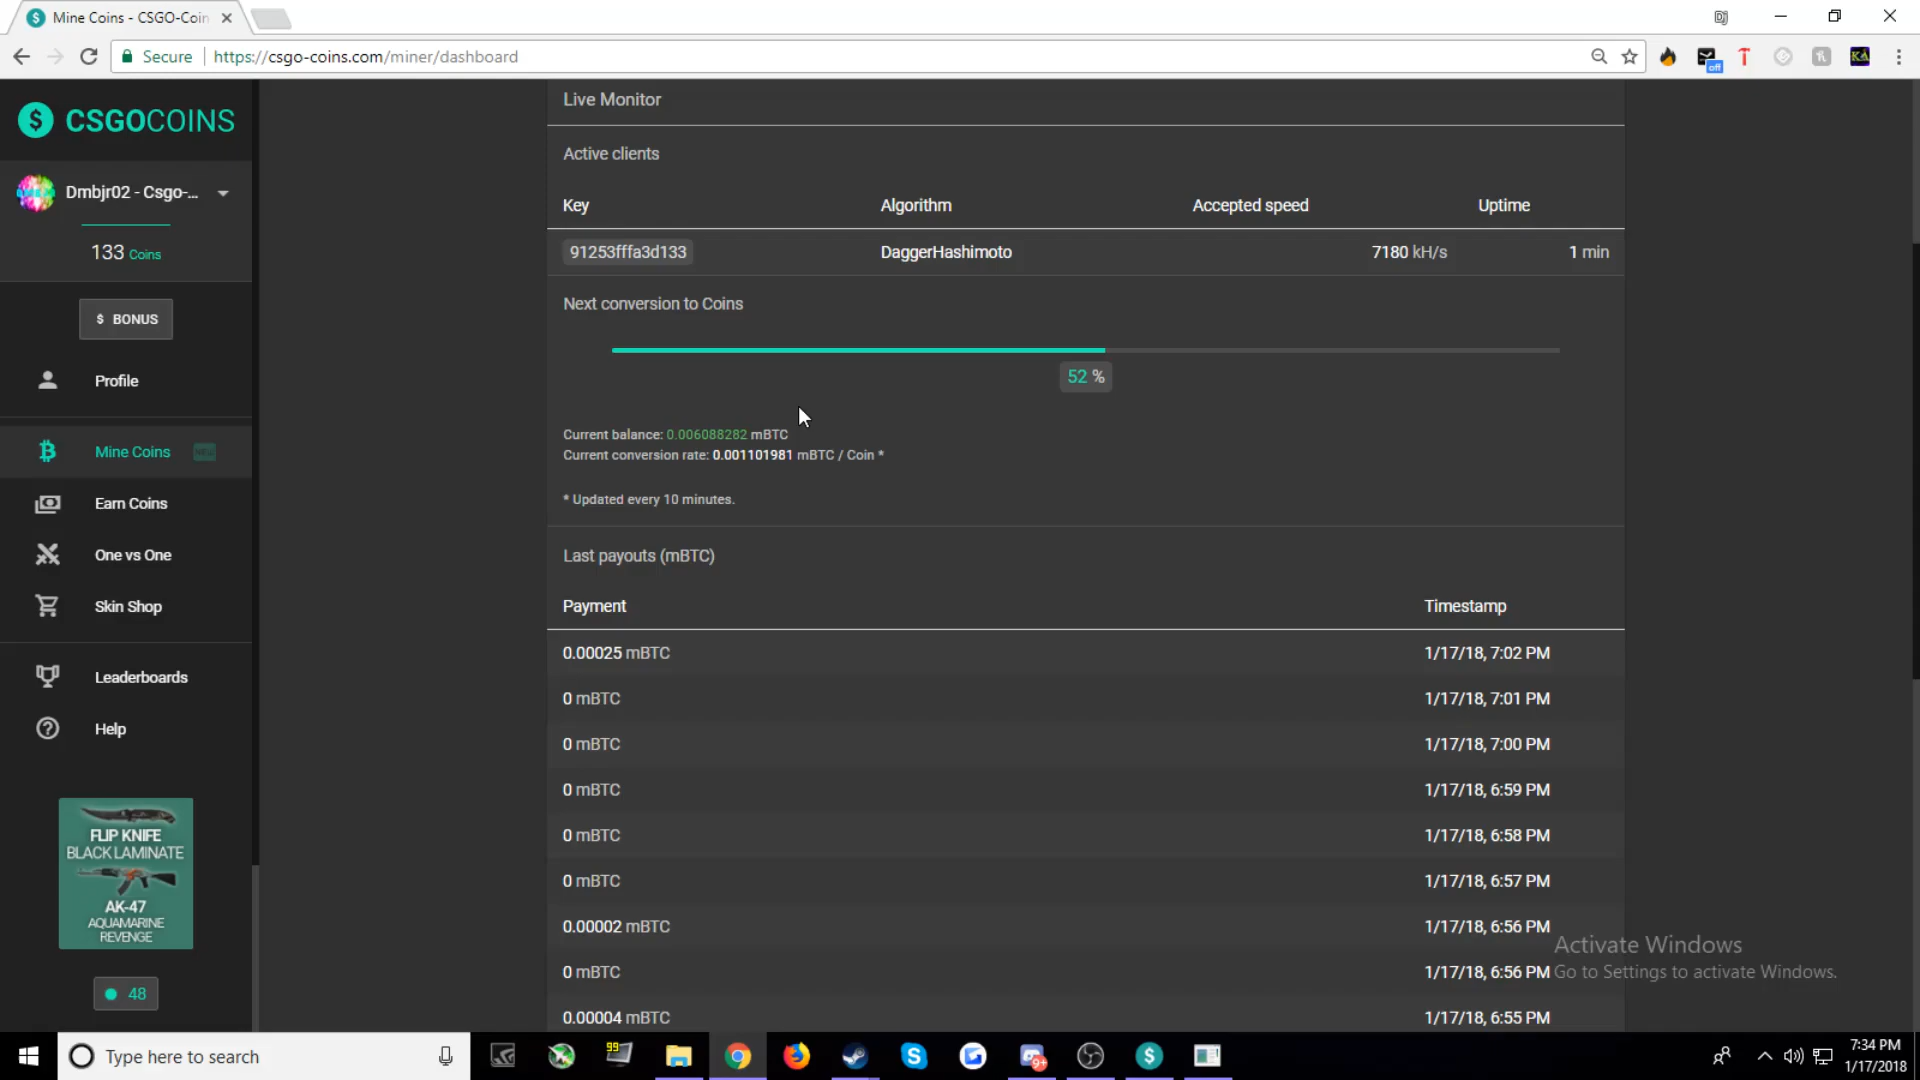 Mine Coins - CSGO-Coin
Secure
https://csgo-coins.com/miner/dashboard
off
CSGOCOINS
Dmbjr02 - Csgo-...
133 Coins
$ BONUS
Profile
Mine Coins NEW
Earn Coins
One vs One
Skin Shop
Leaderboards
Help
FLIP KNIFE
BLACK LAMINATE
AK-47
AQUAMARINE
REVENGE
48
Live Monitor
Active clients
Key Algorithm Accepted speed Uptime
91253fffa3d133 DaggerHashimoto 7180 kH/s 1 min
Next conversion to Coins
52 %
Current balance: 0.006088282 mBTC
Current conversion rate: 0.001101981 mBTC / Coin *
* Updated every 10 minutes.
Last payouts (mBTC)
Payment Timestamp
0.00025 mBTC 1/17/18, 7:02 PM
0 mBTC 1/17/18, 7:01 PM
0 mBTC 1/17/18, 7:00 PM
0 mBTC 1/17/18, 6:59 PM
0 mBTC 1/17/18, 6:58 PM
0 mBTC 1/17/18, 6:57 PM
0.00002 mBTC 1/17/18, 6:56 PM
0 mBTC 1/17/18, 6:56 PM
0.00004 mBTC 1/17/18, 6:55 PM
Activate Windows
Go to Settings to activate Windows.
Type here to search
99
9+
7:34 PM
1/17/2018